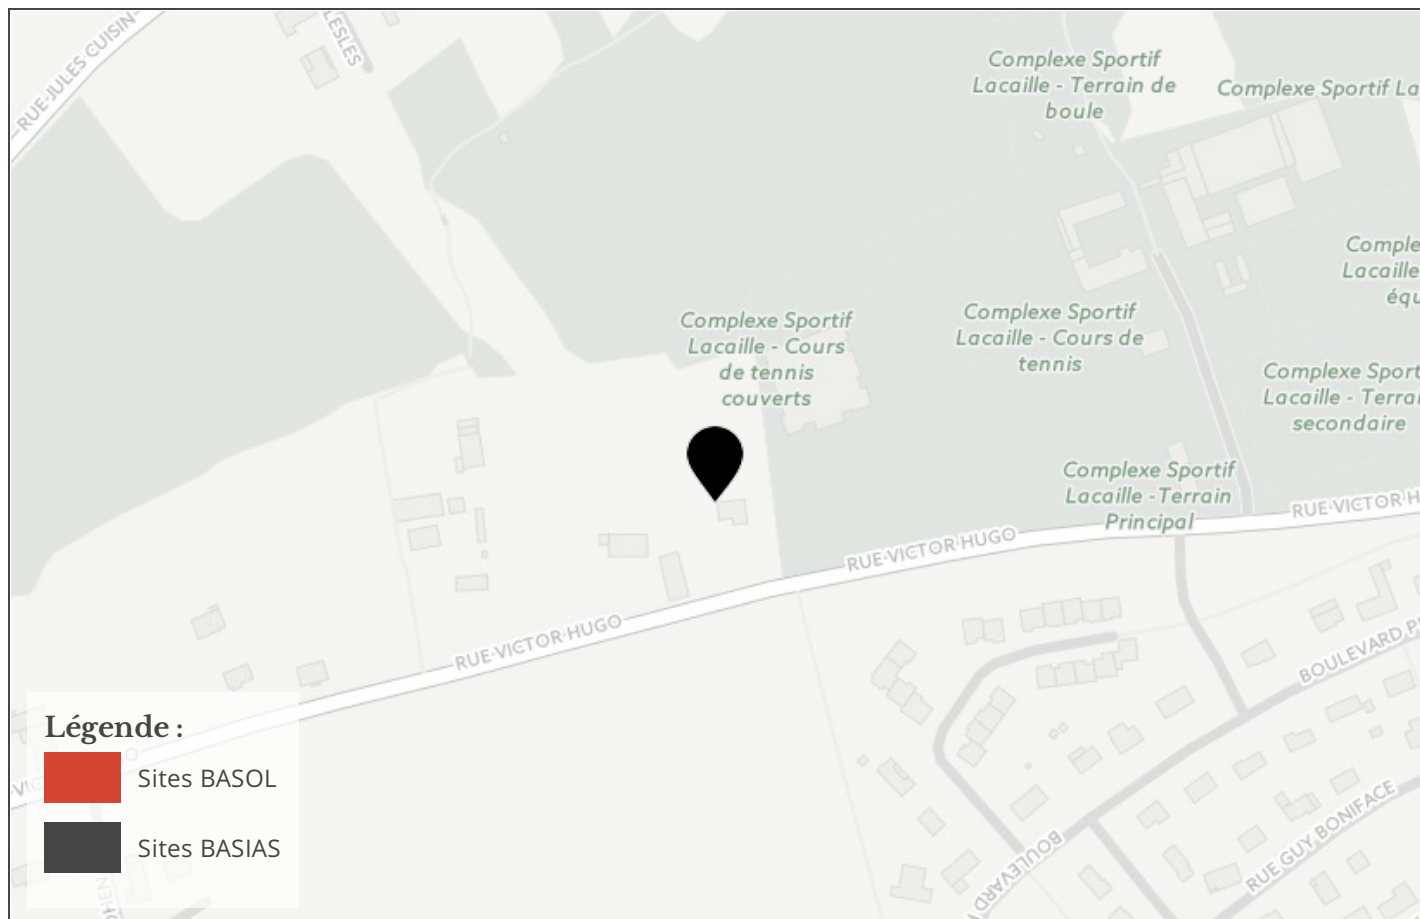 RUE JULES CUISIN
LESLES
Complexe Sportif
Lacaille - Terrain de
boule
Complexe Sportif La
Comple
Lacaille
équ
Complexe Sportif
Lacaille - Cours
de tennis
couverts
Complexe Sportif
Lacaille - Cours de
tennis
Complexe Sport
Lacaille - Terrai
secondaire
Complexe Sportif
Lacaille -Terrain
Principal
RUE VICTOR H
RUE VICTOR HUGO
RUE VICTOR HUGO
BOULEVARD P
RUE GUY BONIFACE
BOULEVARD
Légende :
Sites BASOL
Sites BASIAS